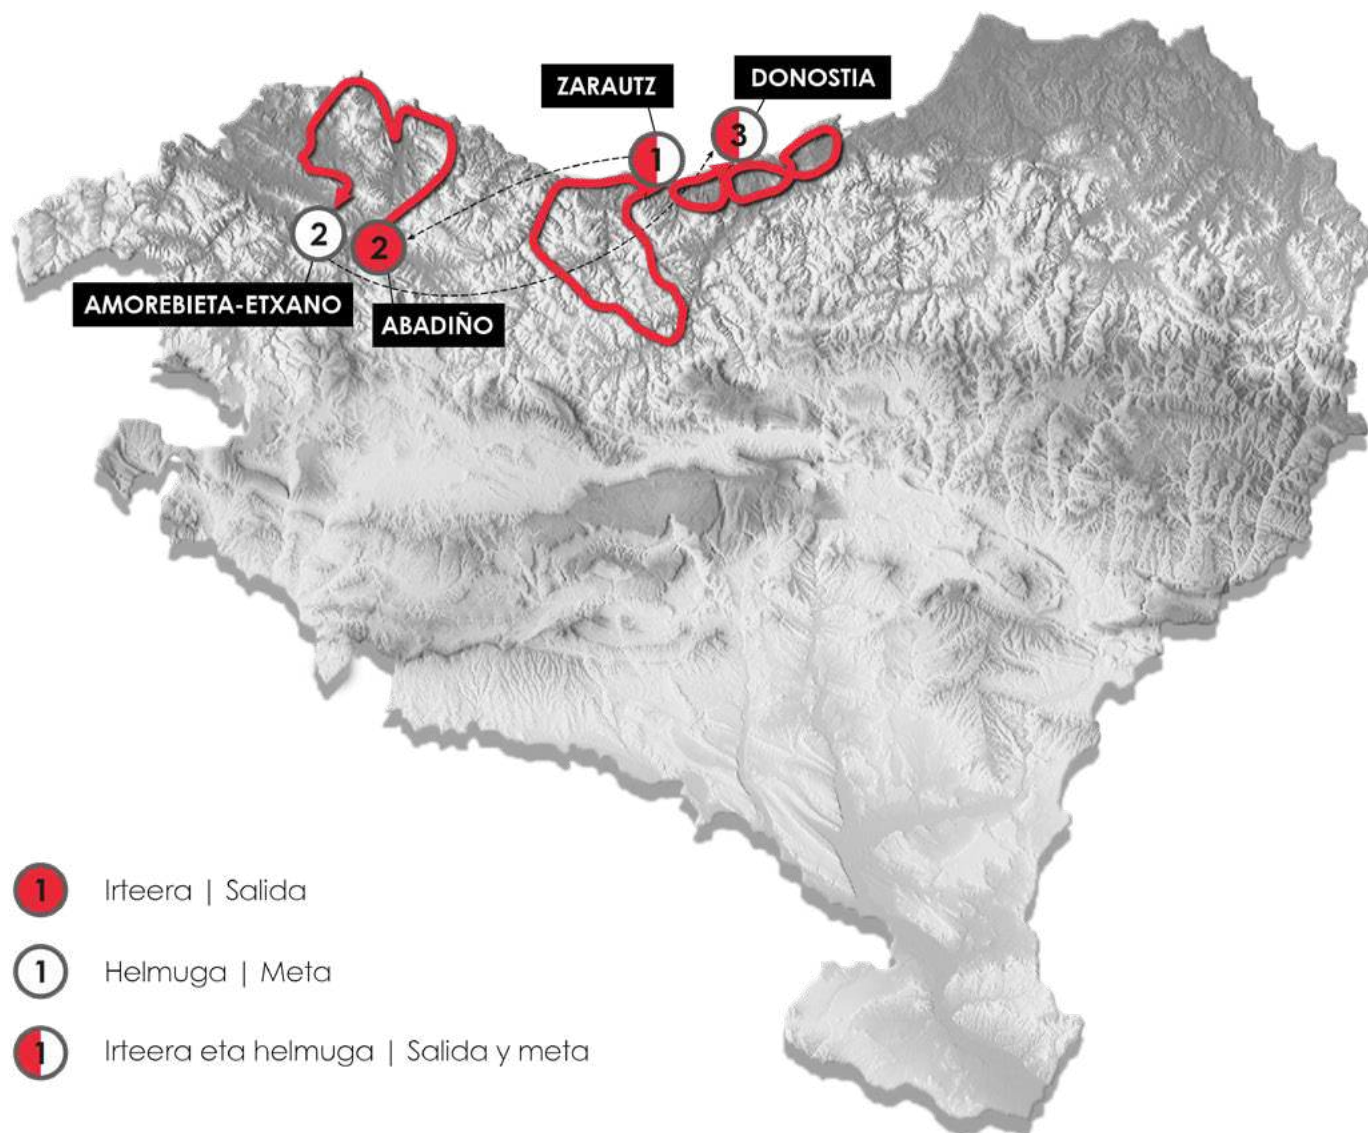 DONOSTIA
ZARAUTZ
3
1
2
2
AMOREBIETA-ETXANO
ABADIÑO
1 Irteera | Salida
1 Helmuga | Meta
1 Irteera eta helmuga | Salida y meta